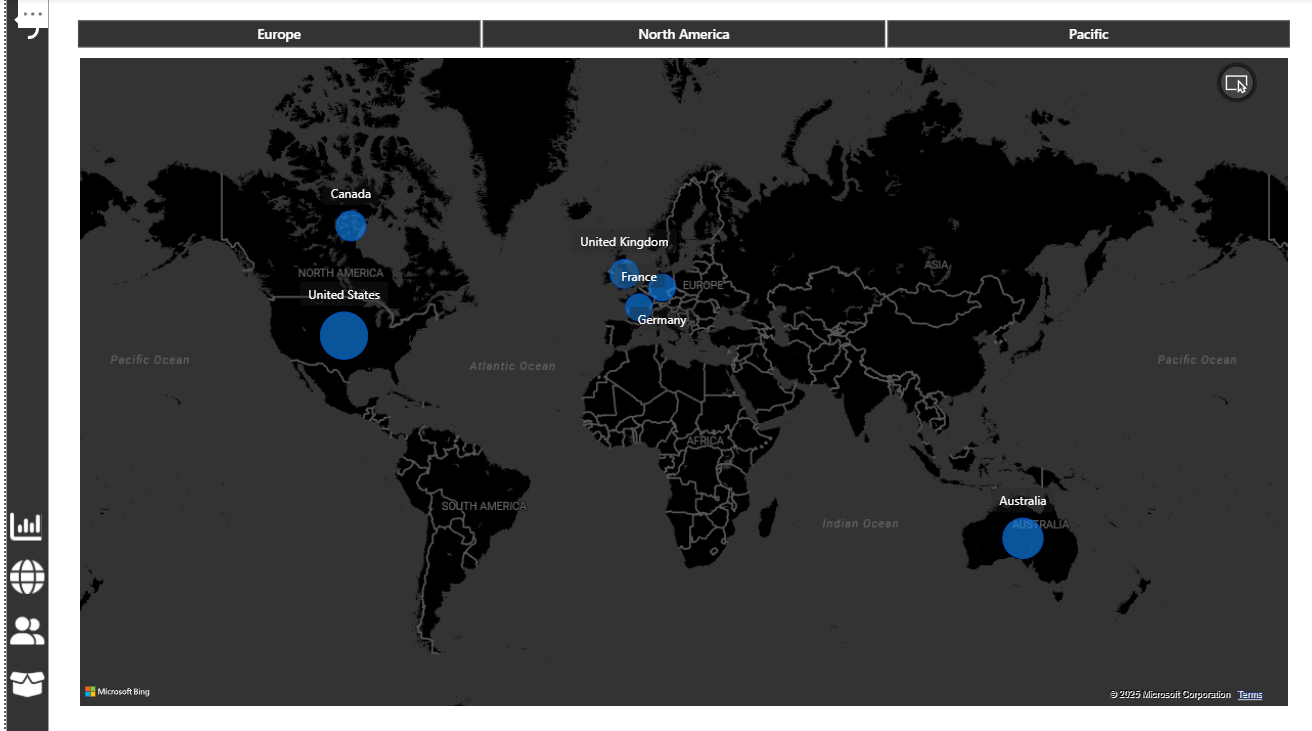 Europe
North America
Pacific
Canada
United Kingdom
ASIA
NORTH AMERICA
France
EUROPE
United States
Germany
Pacific Ocean
Atlantic Ocean
Pacific Ocean
AFRICA
SOUTH AMERICA
Australia
Indian Ocean
AUSTRALIA
Microsoft Bing
© 2025 Microsoft Corporation Terms